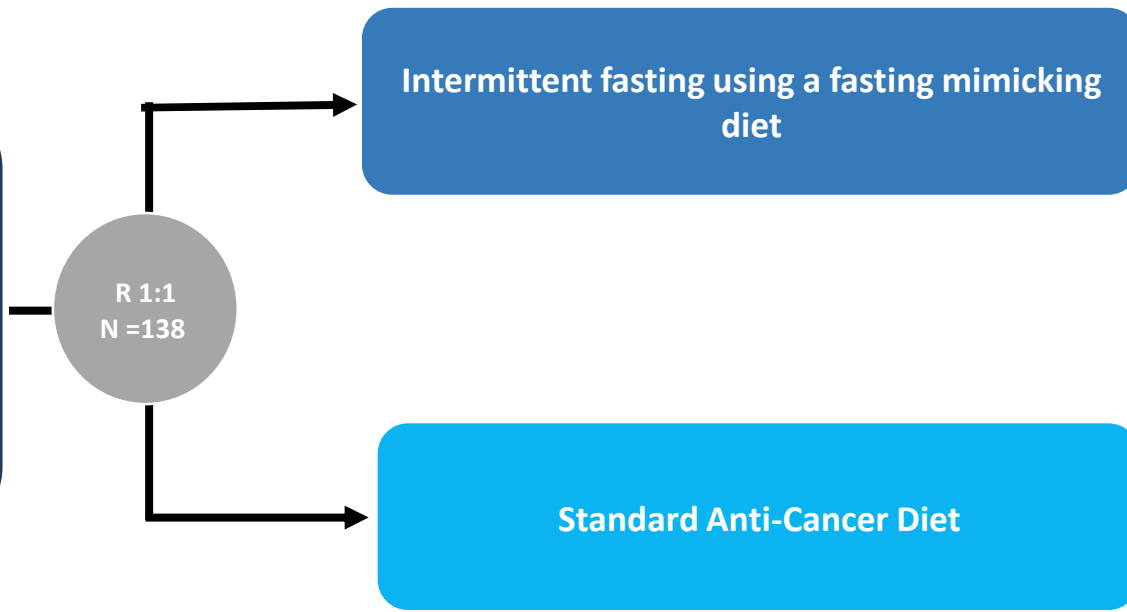 Intermittent fasting using a fasting mimicking
diet
R 1:1
N =138
Standard Anti-Cancer Diet